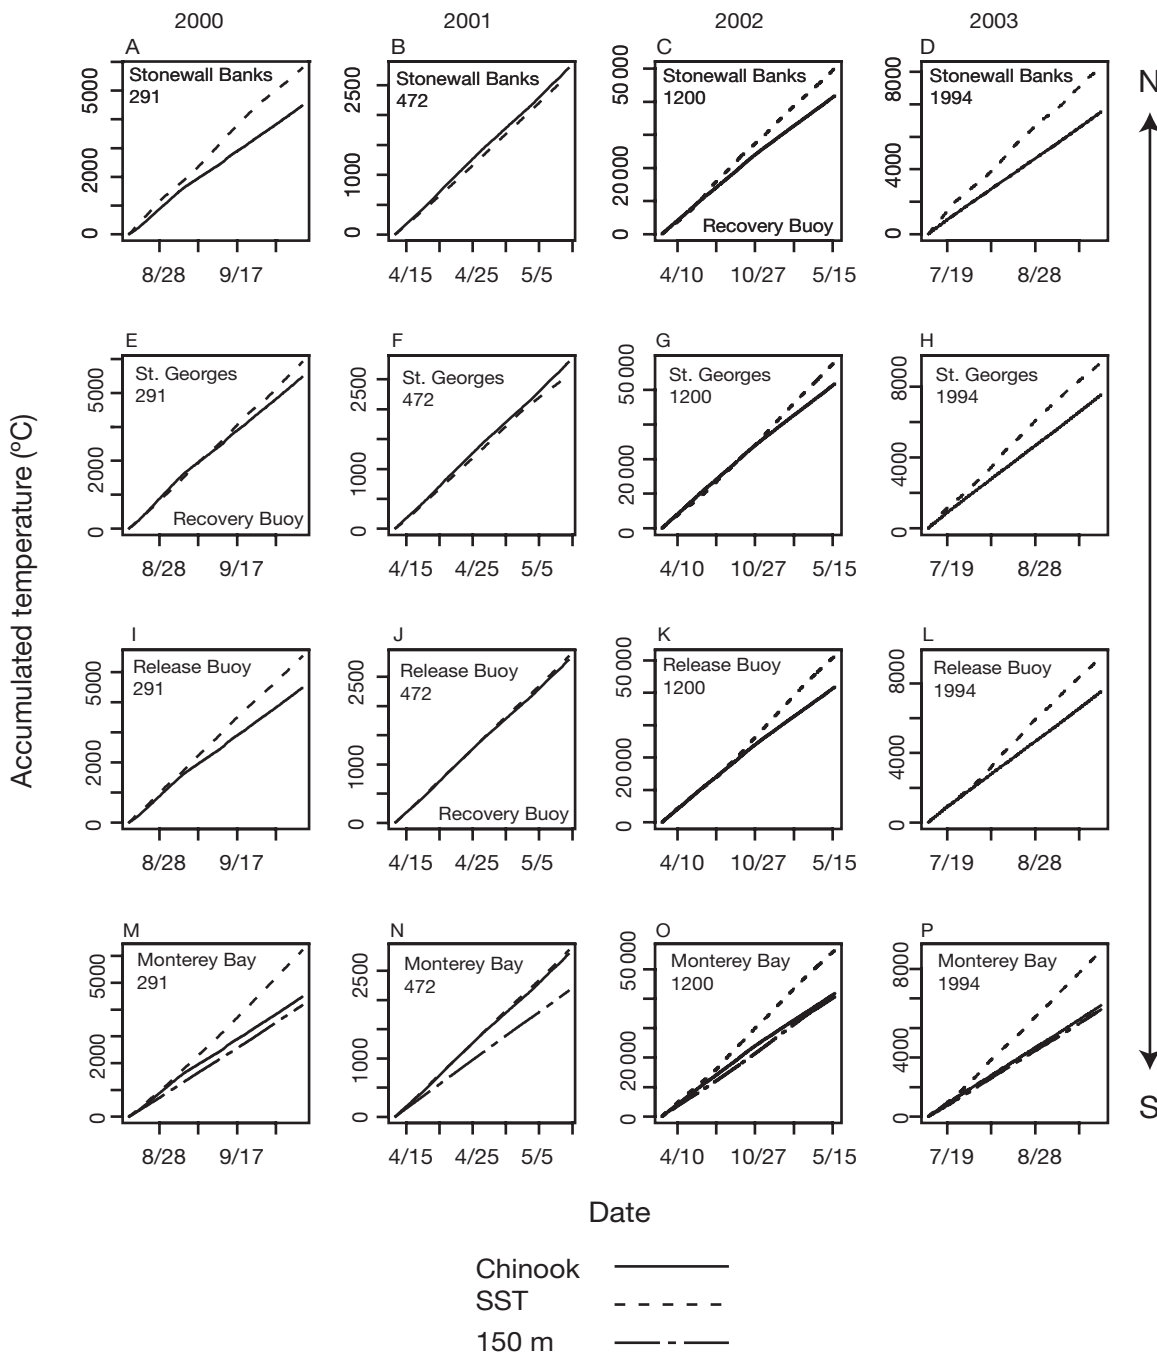 2000 2001 2002 2003
A B C D
Stonewall Banks Stonewall Banks Stonewall Banks Stonewall Banks
291 472 1200 1994
Recovery Buoy
0 2000 5000
0 1000 2500
0 20 000 50 000
0 4000 8000
8/28 9/17 4/15 4/25 5/5 4/10 10/27 5/15 7/19 8/28
N
E F G H
St. Georges St. Georges St. Georges St. Georges
291 472 1200 1994
Recovery Buoy
0 2000 5000
0 1000 2500
0 20 000 50 000
0 4000 8000
8/28 9/17 4/15 4/25 5/5 4/10 10/27 5/15 7/19 8/28
Accumulated temperature (ºC)
I J K L
Release Buoy Release Buoy Release Buoy Release Buoy
291 472 1200 1994
Recovery Buoy
0 2000 5000
0 1000 2500
0 20 000 50 000
0 4000 8000
8/28 9/17 4/15 4/25 5/5 4/10 10/27 5/15 7/19 8/28
M N O P
Monterey Bay Monterey Bay Monterey Bay Monterey Bay
291 472 1200 1994
0 2000 5000
0 1000 2500
0 20 000 50 000
0 4000 8000
8/28 9/17 4/15 4/25 5/5 4/10 10/27 5/15 7/19 8/28
S
Date
Chinook
SST
150 m